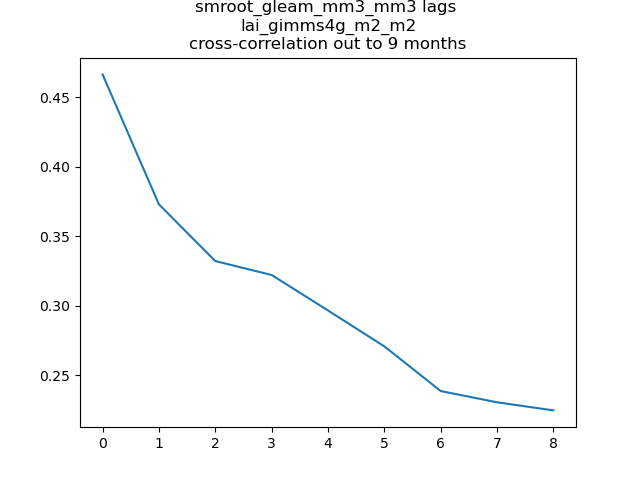 smroot_gleam_mm3_mm3 lags
lai_gimms4g_m2_m2
cross-correlation out to 9 months
0.45
0.40
0.35
0.30
0.25
0 1 2 3 4 5 6 7 8